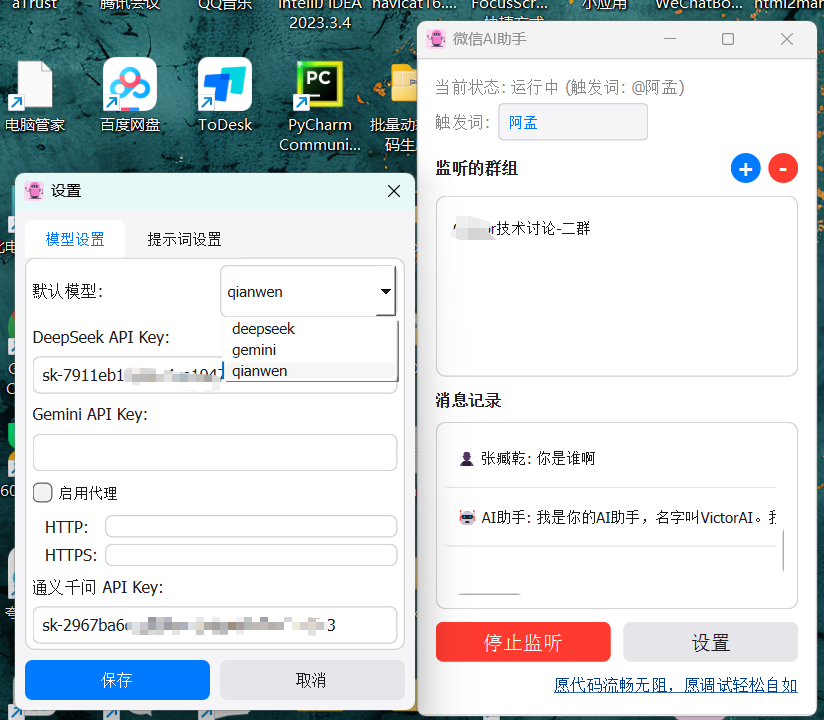 aTrust
腾讯会议
QQ音乐
IntelliJ IDEA
2023.3.4
navicat16....
FocusScr...
快捷方式
小应用
WeChatBo...
html2mar
电脑管家
百度网盘
ToDesk
PC
PyCharm
Communi...
批量动
码生
微信AI助手
当前状态: 运行中 (触发词: @阿孟)
触发词:
阿孟
监听的群组
+
-
r技术讨论-二群
消息记录
张臧乾: 你是谁啊
AI助手: 我是你的AI助手，名字叫VictorAI。我
停止监听
设置
愿代码流畅无阻，愿调试轻松自如
设置
模型设置
提示词设置
默认模型:
qianwen
deepseek
gemini
qianwen
DeepSeek API Key:
sk-7911eb1
Gemini API Key:
启用代理
HTTP:
HTTPS:
通义千问 API Key:
sk-2967ba6
3
保存
取消